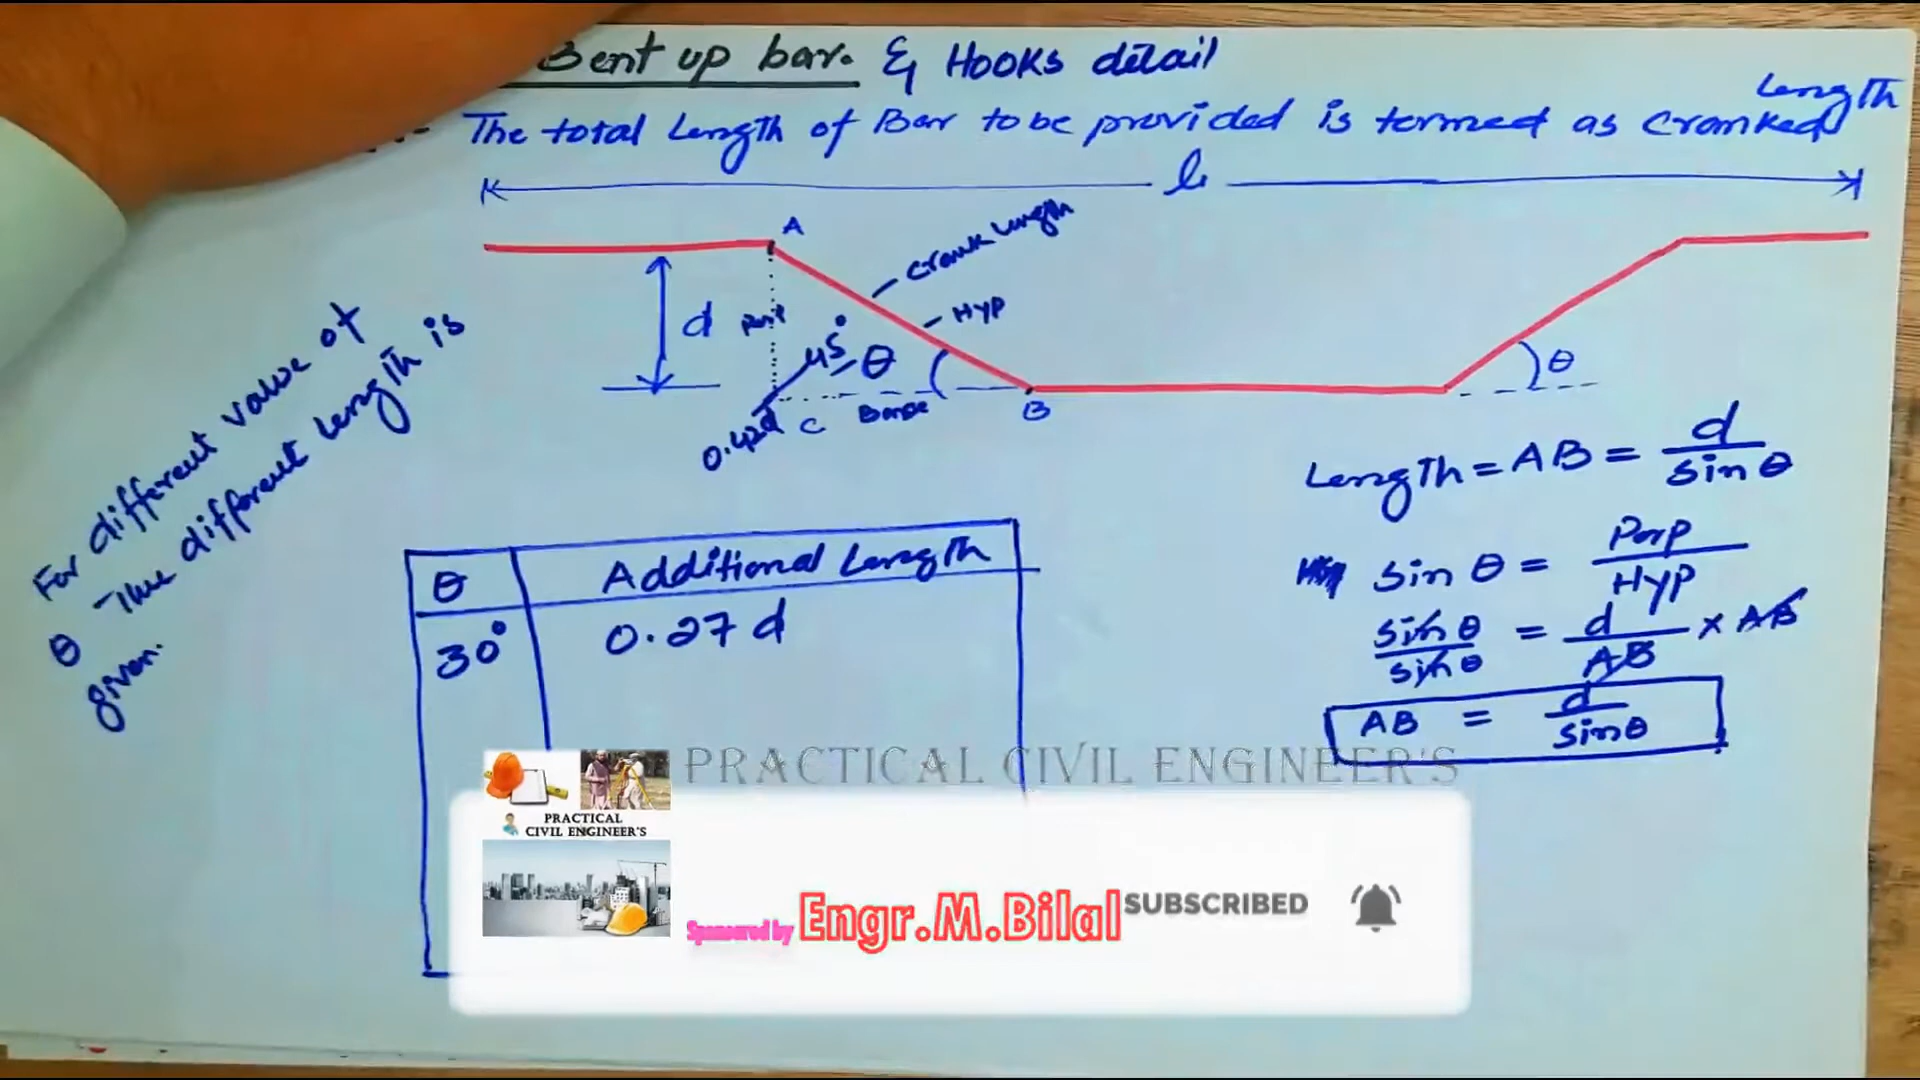 Bent up bar. & Hooks detail
Length
The total Length of Bar to be provided is termed as cranked
l
A
Crank Length
Hyp
d
45°
θ
θ
C
B
0.42d
For different value of
θ The different Length is
given.
Length = AB = d / sin θ
sin θ = Perp / Hyp
sin θ / sin θ = d / AB × AB
AB = d / sin θ
θ Additional Length
30° 0.27 d
PRACTICAL CIVIL ENGINEER'S
PRACTICAL
CIVIL ENGINEER'S
Sponsored by Engr.M.Bilal SUBSCRIBED